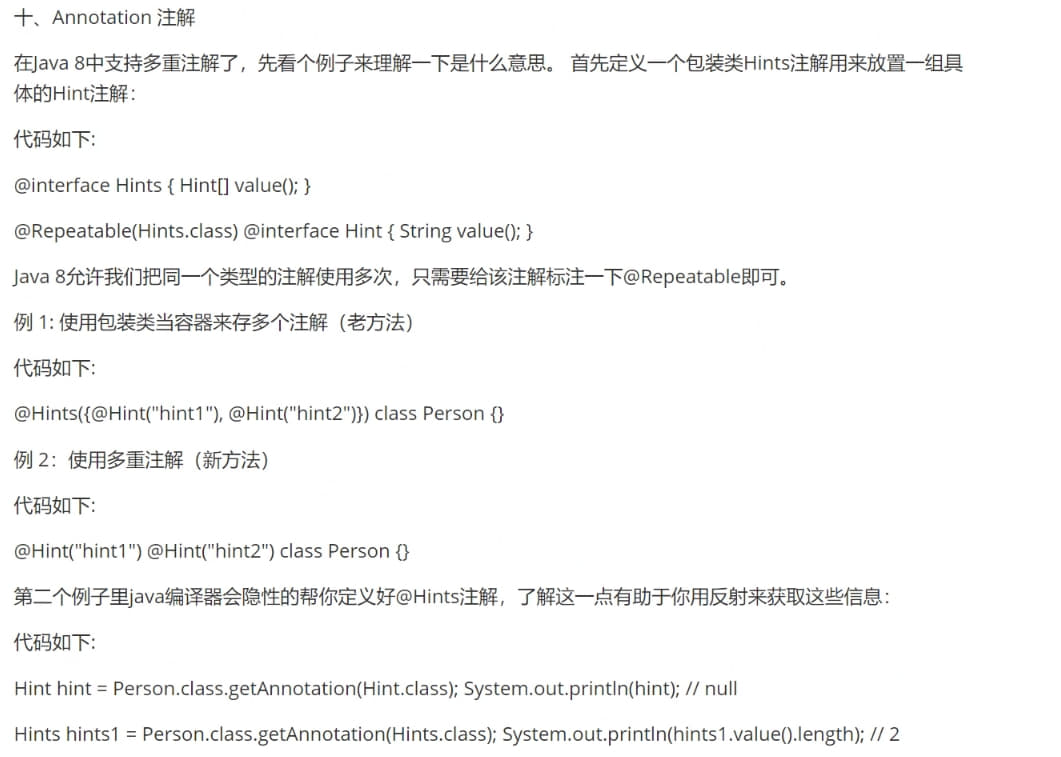 十、Annotation 注解
在Java 8中支持多重注解了，先看个例子来理解一下是什么意思。 首先定义一个包装类Hints注解用来放置一组具
体的Hint注解：
代码如下:
@interface Hints { Hint[] value(); }
@Repeatable(Hints.class) @interface Hint { String value(); }
Java 8允许我们把同一个类型的注解使用多次，只需要给该注解标注一下@Repeatable即可。
例 1: 使用包装类当容器来存多个注解（老方法）
代码如下:
@Hints({@Hint("hint1"), @Hint("hint2")}) class Person {}
例 2：使用多重注解（新方法）
代码如下:
@Hint("hint1") @Hint("hint2") class Person {}
第二个例子里java编译器会隐性的帮你定义好@Hints注解，了解这一点有助于你用反射来获取这些信息：
代码如下:
Hint hint = Person.class.getAnnotation(Hint.class); System.out.println(hint); // null
Hints hints1 = Person.class.getAnnotation(Hints.class); System.out.println(hints1.value().length); // 2